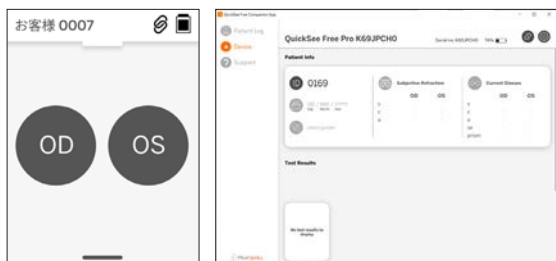 お客様 0007
OD
OS
QuickSee Free Companion App
Patient Log
Device
Support
QuickSee Free Pro K69JPCH0
Patient Info
0169
Subjective Refraction
OD OS
Current Glasses
OD OS
Test Results
No test results to display